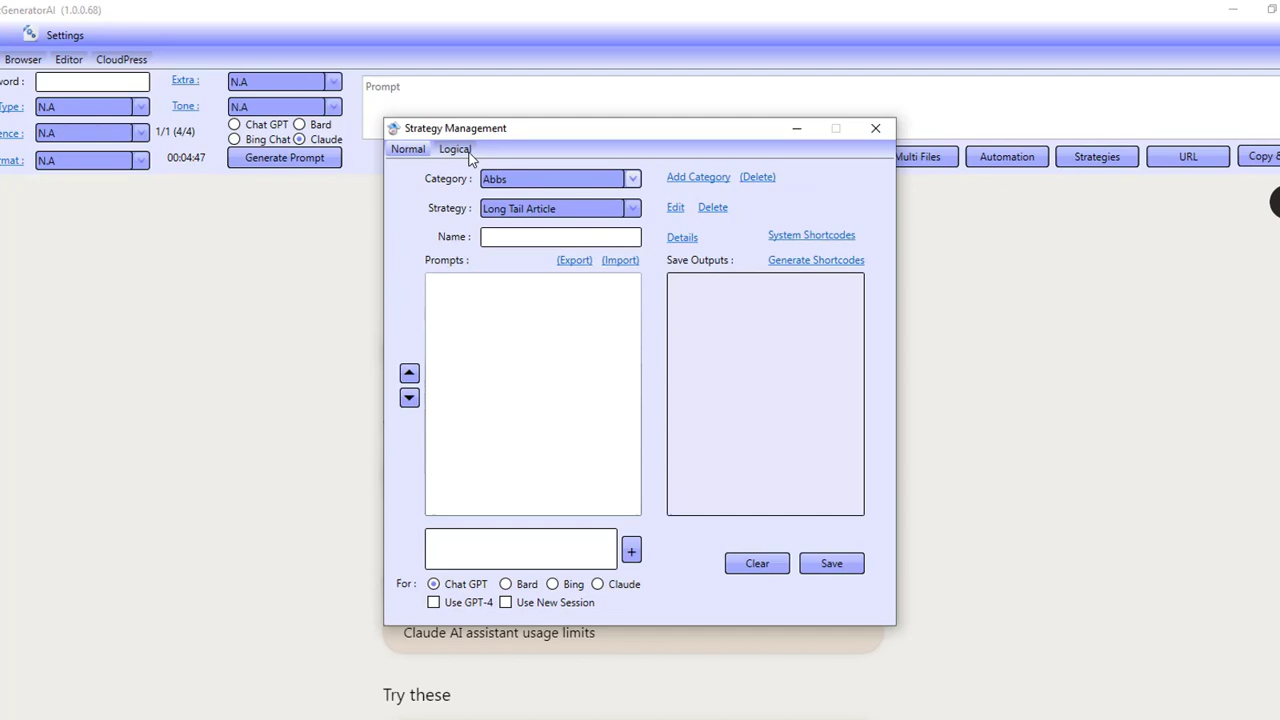 tGeneratorAI (1.0.0.68)
Settings
Browser Editor CloudPress
word : Extra : N.A Prompt
Type : N.A Tone : N.A
ence : N.A 1/1 (4/4) Chat GPT Bard
Bing Chat Claude
rmat : N.A 00:04:47 Generate Prompt Multi Files Automation Strategies URL Copy &
Strategy Management
Normal Logical
Category : Abbs Add Category (Delete)
Strategy : Long Tail Article Edit Delete
Name : Details System Shortcodes
Prompts : (Export) (Import) Save Outputs : Generate Shortcodes
+
Clear Save
For : Chat GPT Bard Bing Claude
Use GPT-4 Use New Session
Claude AI assistant usage limits
Try these